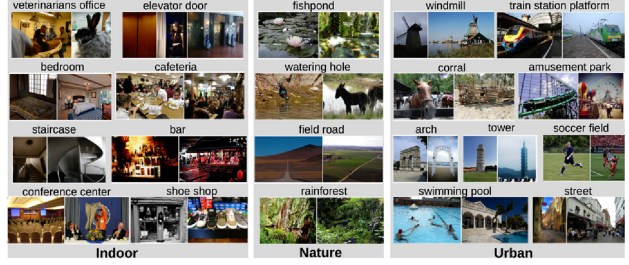 veterinarians office elevator door fishpond windmill train station platform
bedroom cafeteria watering hole corral amusement park
staircase bar field road arch tower soccer field
conference center shoe shop rainforest swimming pool street
Indoor Nature Urban